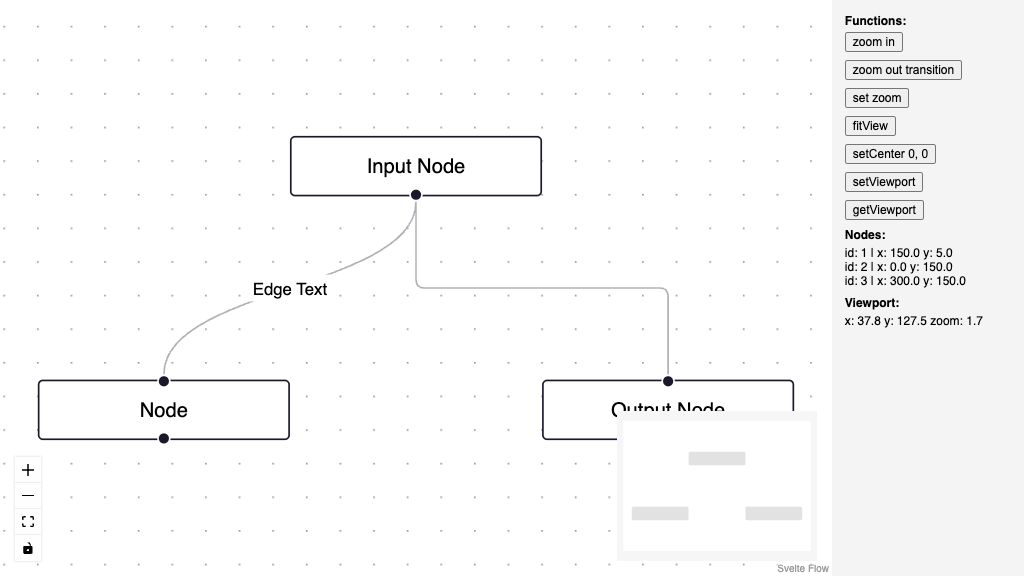 Input Node
Edge Text
Node
Output Node
Svelte Flow
Functions:
zoom in
zoom out transition
set zoom
fitView
setCenter 0, 0
setViewport
getViewport
Nodes:
id: 1 | x: 150.0 y: 5.0
id: 2 | x: 0.0 y: 150.0
id: 3 | x: 300.0 y: 150.0
Viewport:
x: 37.8 y: 127.5 zoom: 1.7